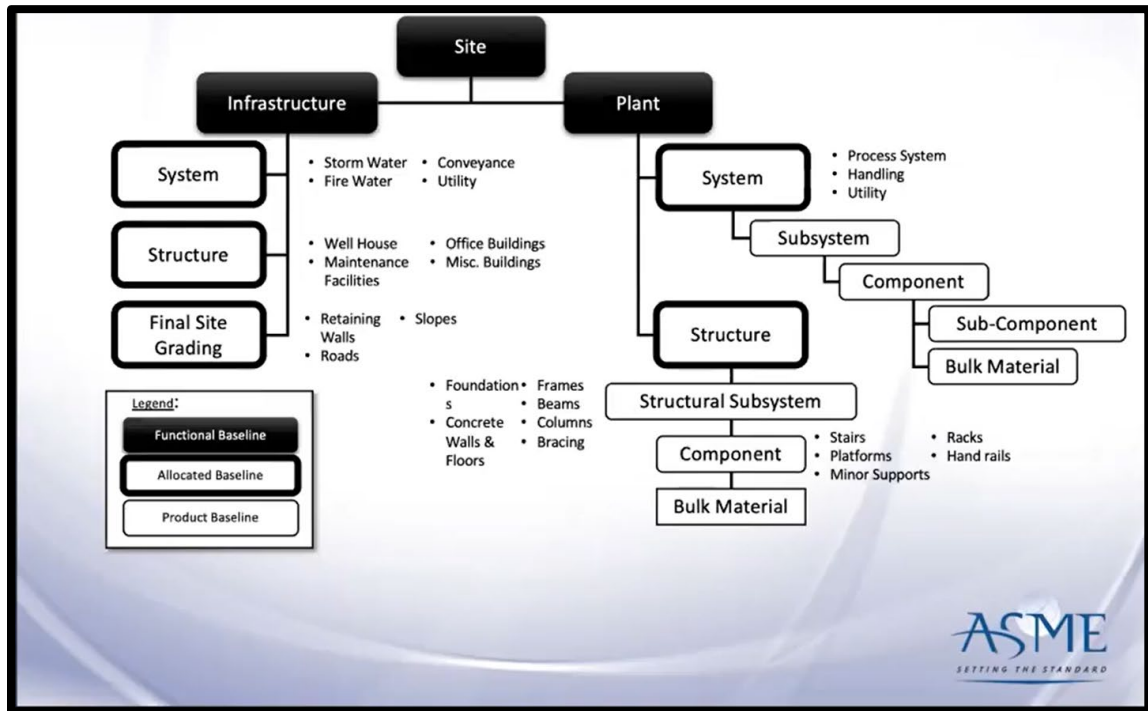 Site
Infrastructure
Plant
System
• Storm Water • Conveyance
• Fire Water • Utility
Structure
• Well House • Office Buildings
• Maintenance • Misc. Buildings
Facilities
Final Site
Grading
• Retaining • Slopes
Walls
• Roads
System
• Process System
• Handling
• Utility
Subsystem
Component
Sub-Component
Bulk Material
Structure
• Foundation • Frames
s • Beams
• Concrete • Columns
Walls & • Bracing
Floors
Structural Subsystem
Component
• Stairs • Racks
• Platforms • Hand rails
• Minor Supports
Bulk Material
Legend:
Functional Baseline
Allocated Baseline
Product Baseline
ASME
SETTING THE STANDARD